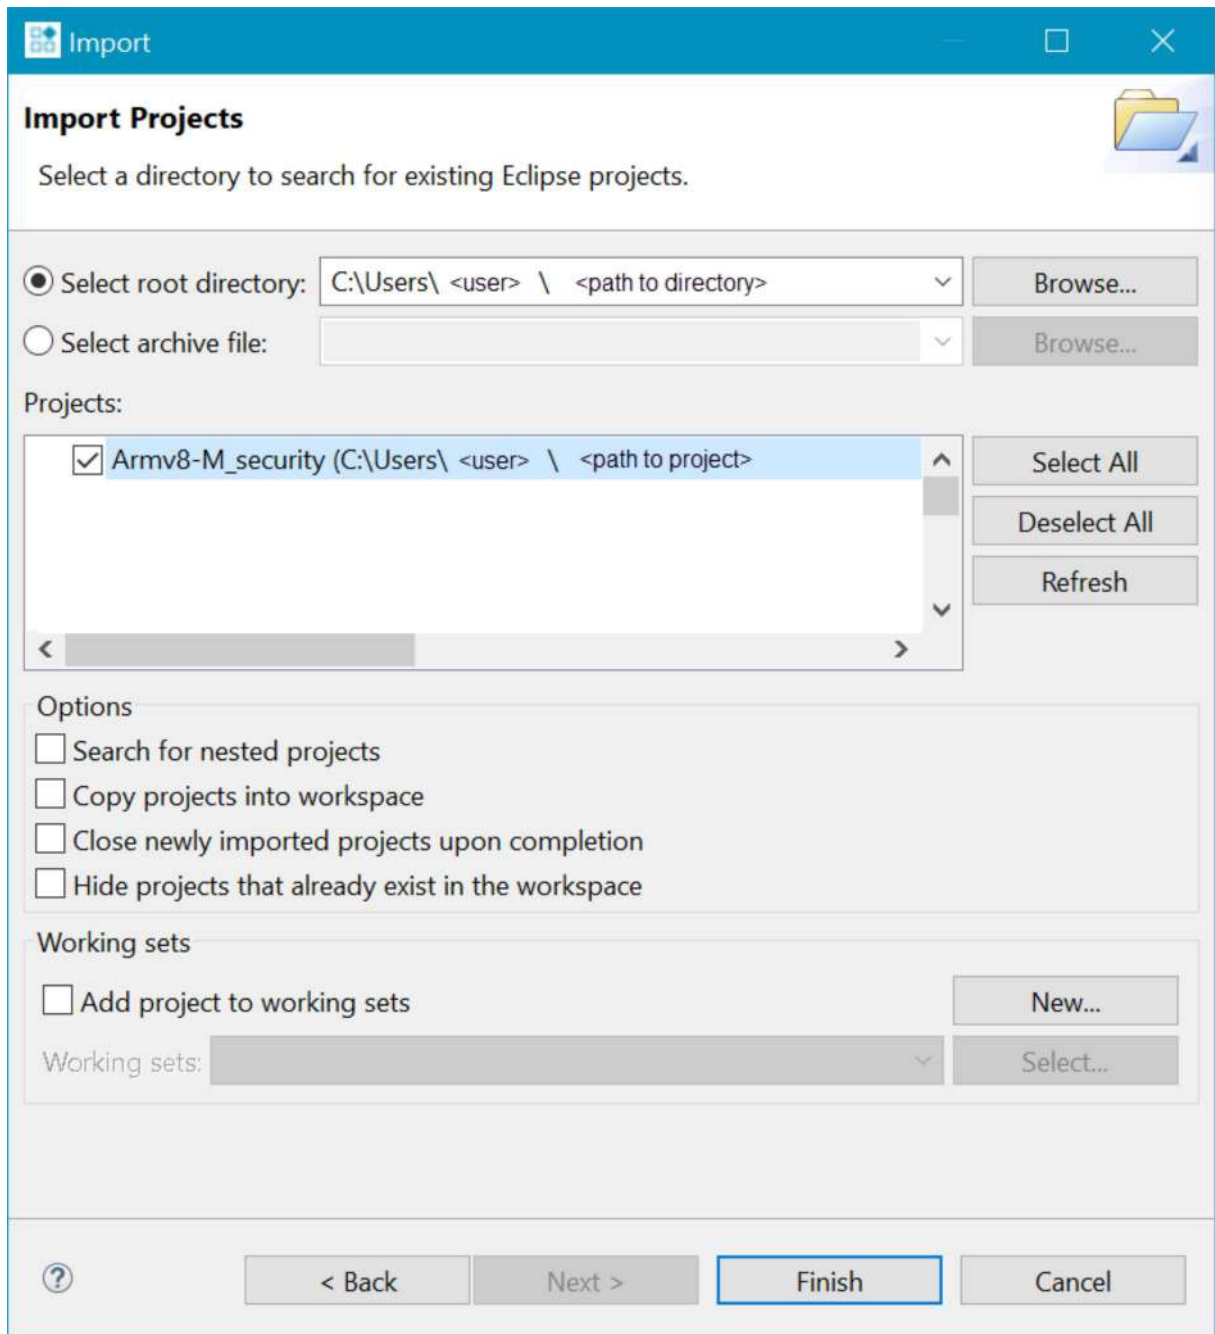 Import
Import Projects
Select a directory to search for existing Eclipse projects.
Select root directory: C:\Users\ <user> \ <path to directory> Browse...
Select archive file: Browse...
Projects:
Armv8-M_security (C:\Users\ <user> \ <path to project> Select All
Deselect All
Refresh
Options
Search for nested projects
Copy projects into workspace
Close newly imported projects upon completion
Hide projects that already exist in the workspace
Working sets
Add project to working sets New...
Working sets: Select...
? < Back Next > Finish Cancel